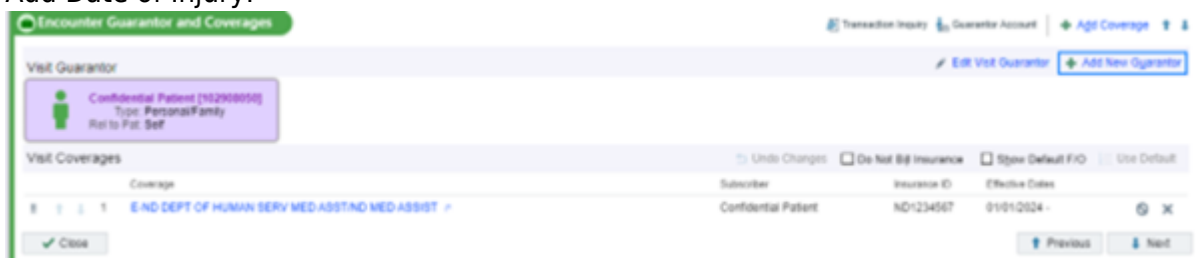 Add Date of Injury.
Encounter Guarantor and Coverages
Transaction Inquiry Guarantor Account + Add Coverage
Visit Guarantor
Edit Visit Guarantor + Add New Guarantor
Confidential Patient [102908050]
Type: Personal/Family
Rel to Pat: Self
Visit Coverages
Undo Changes Do Not Bill Insurance Show Default F/O Use Default
Coverage Subscriber Insurance ID Effective Dates
1 E-ND DEPT OF HUMAN SERV MED ASST/ND MED ASSIST Confidential Patient ND1234567 01/01/2024 -
Close Previous Next